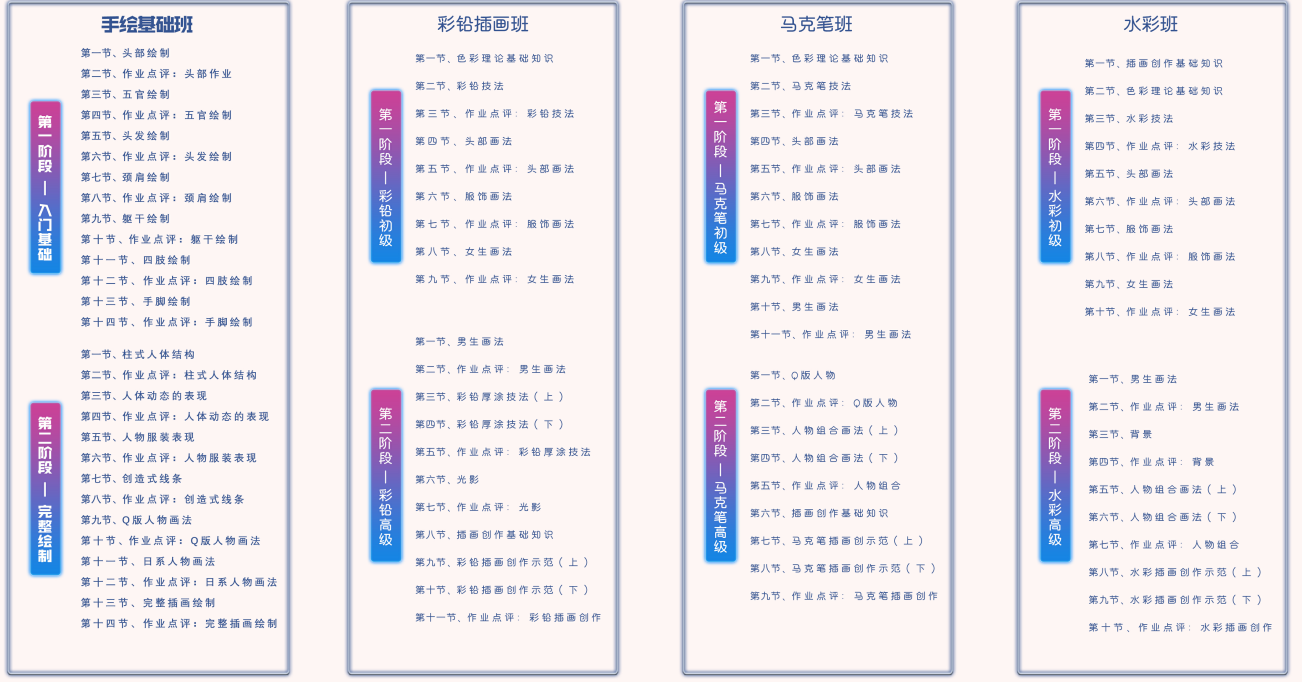 手绘基础班
第一阶段 | 入门基础
第一节、头部绘制
第二节、作业点评：头部作业
第三节、五官绘制
第四节、作业点评：五官绘制
第五节、头发绘制
第六节、作业点评：头发绘制
第七节、颈肩绘制
第八节、作业点评：颈肩绘制
第九节、躯干绘制
第十节、作业点评：躯干绘制
第十一节、四肢绘制
第十二节、作业点评：四肢绘制
第十三节、手脚绘制
第十四节、作业点评：手脚绘制
第二阶段 | 完整绘制
第一节、柱式人体结构
第二节、作业点评：柱式人体结构
第三节、人体动态的表现
第四节、作业点评：人体动态的表现
第五节、人物服装表现
第六节、作业点评：人物服装表现
第七节、创造式线条
第八节、作业点评：创造式线条
第九节、Q版人物画法
第十节、作业点评：Q版人物画法
第十一节、日系人物画法
第十二节、作业点评：日系人物画法
第十三节、完整插画绘制
第十四节、作业点评：完整插画绘制
彩铅插画班
第一阶段 | 彩铅初级
第一节、色彩理论基础知识
第二节、彩铅技法
第三节、作业点评：彩铅技法
第四节、头部画法
第五节、作业点评：头部画法
第六节、服饰画法
第七节、作业点评：服饰画法
第八节、女生画法
第九节、作业点评：女生画法
第二阶段 | 彩铅高级
第一节、男生画法
第二节、作业点评：男生画法
第三节、彩铅厚涂技法（上）
第四节、彩铅厚涂技法（下）
第五节、作业点评：彩铅厚涂技法
第六节、光影
第七节、作业点评：光影
第八节、插画创作基础知识
第九节、彩铅插画创作示范（上）
第十节、彩铅插画创作示范（下）
第十一节、作业点评：彩铅插画创作
马克笔班
第一阶段 | 马克笔初级
第一节、色彩理论基础知识
第二节、马克笔技法
第三节、作业点评：马克笔技法
第四节、头部画法
第五节、作业点评：头部画法
第六节、服饰画法
第七节、作业点评：服饰画法
第八节、女生画法
第九节、作业点评：女生画法
第十节、男生画法
第十一节、作业点评：男生画法
第二阶段 | 马克笔高级
第一节、Q版人物
第二节、作业点评：Q版人物
第三节、人物组合画法（上）
第四节、人物组合画法（下）
第五节、作业点评：人物组合
第六节、插画创作基础知识
第七节、马克笔插画创示范（上）
第八节、马克笔插画创作示范（下）
第九节、作业点评：马克笔插画创作
水彩班
第一阶段 | 水彩初级
第一节、插画创作基础知识
第二节、色彩理论基础知识
第三节、水彩技法
第四节、作业点评：水彩技法
第五节、头部画法
第六节、作业点评：头部画法
第七节、服饰画法
第八节、作业点评：服饰画法
第九节、女生画法
第十节、作业点评：女生画法
第二阶段 | 水彩高级
第一节、男生画法
第二节、作业点评：男生画法
第三节、背景
第四节、作业点评：背景
第五节、人物组合画法（上）
第六节、人物组合画法（下）
第七节、作业点评：人物组合
第八节、水彩插画创作示范（上）
第九节、水彩插画创作示范（下）
第十节、作业点评：水彩插画创作